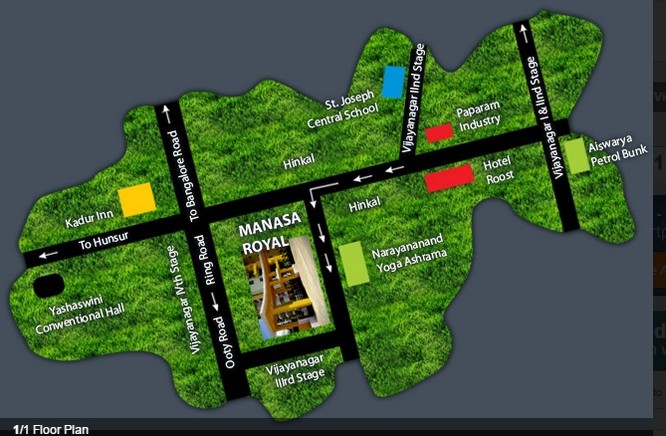 St. Joseph
Central School
Vijayanagar IInd Stage
Paparam
Industry
Vijayanagar I & IInd Stage
Aiswarya
Petrol Bunk
To Bangalore Road
Hinkal
Hotel
Roost
Kadur Inn
Hinkal
To Hunsur
MANASA
ROYAL
Narayananand
Yoga Ashrama
Vijayanagar IVth Stage
Ring Road
Ooty Road
Yashaswini
Conventional Hall
Vijayanagar
IIIrd Stage
1/1 Floor Plan